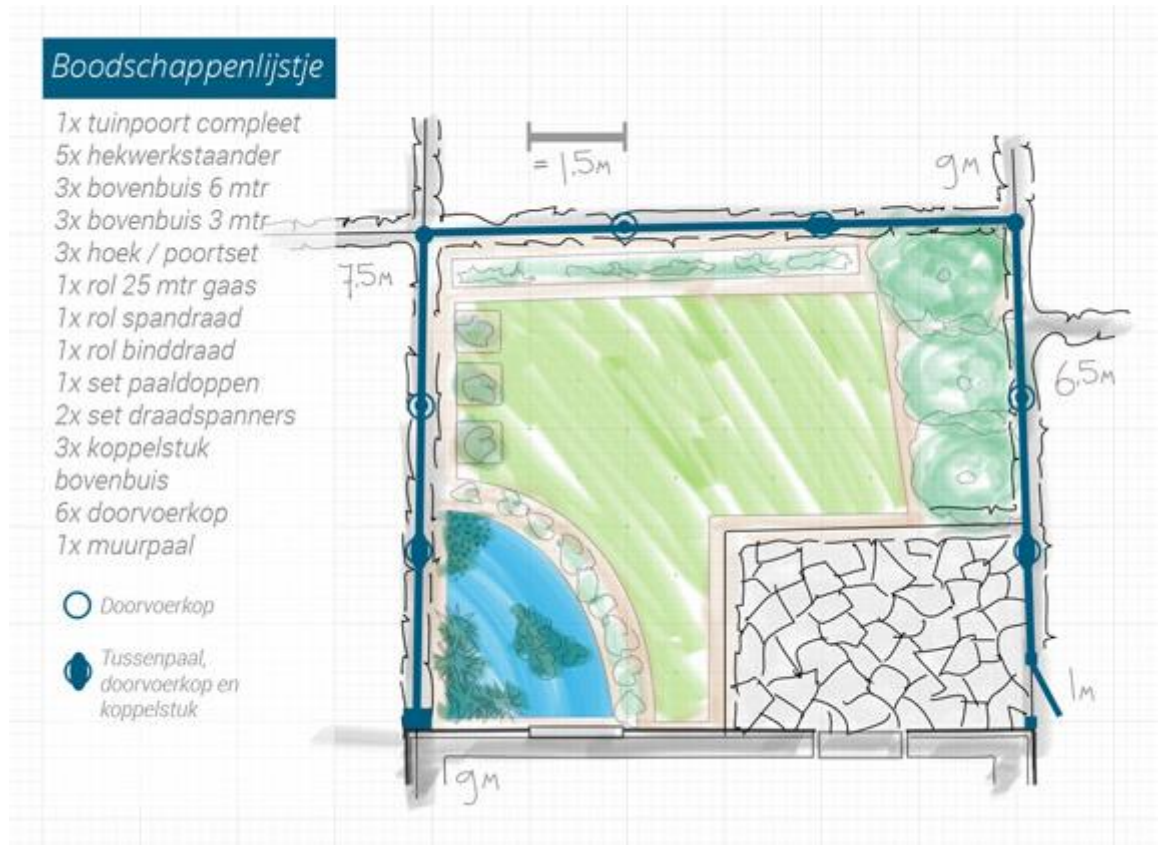 Boodschappenlijstje
1x tuinpoort compleet
5x hekwerkstaander
3x bovenbuis 6 mtr
3x bovenbuis 3 mtr
3x hoek / poortset
1x rol 25 mtr gaas
1x rol spandraad
1x rol binddraad
1x set paaldoppen
2x set draadspanners
3x koppelstuk
bovenbuis
6x doorvoerkop
1x muurpaal
Doorvoerkop
Tussenpaal,
doorvoerkop en
koppelstuk
= 1.5M
9M
7.5M
6.5M
1M
9M